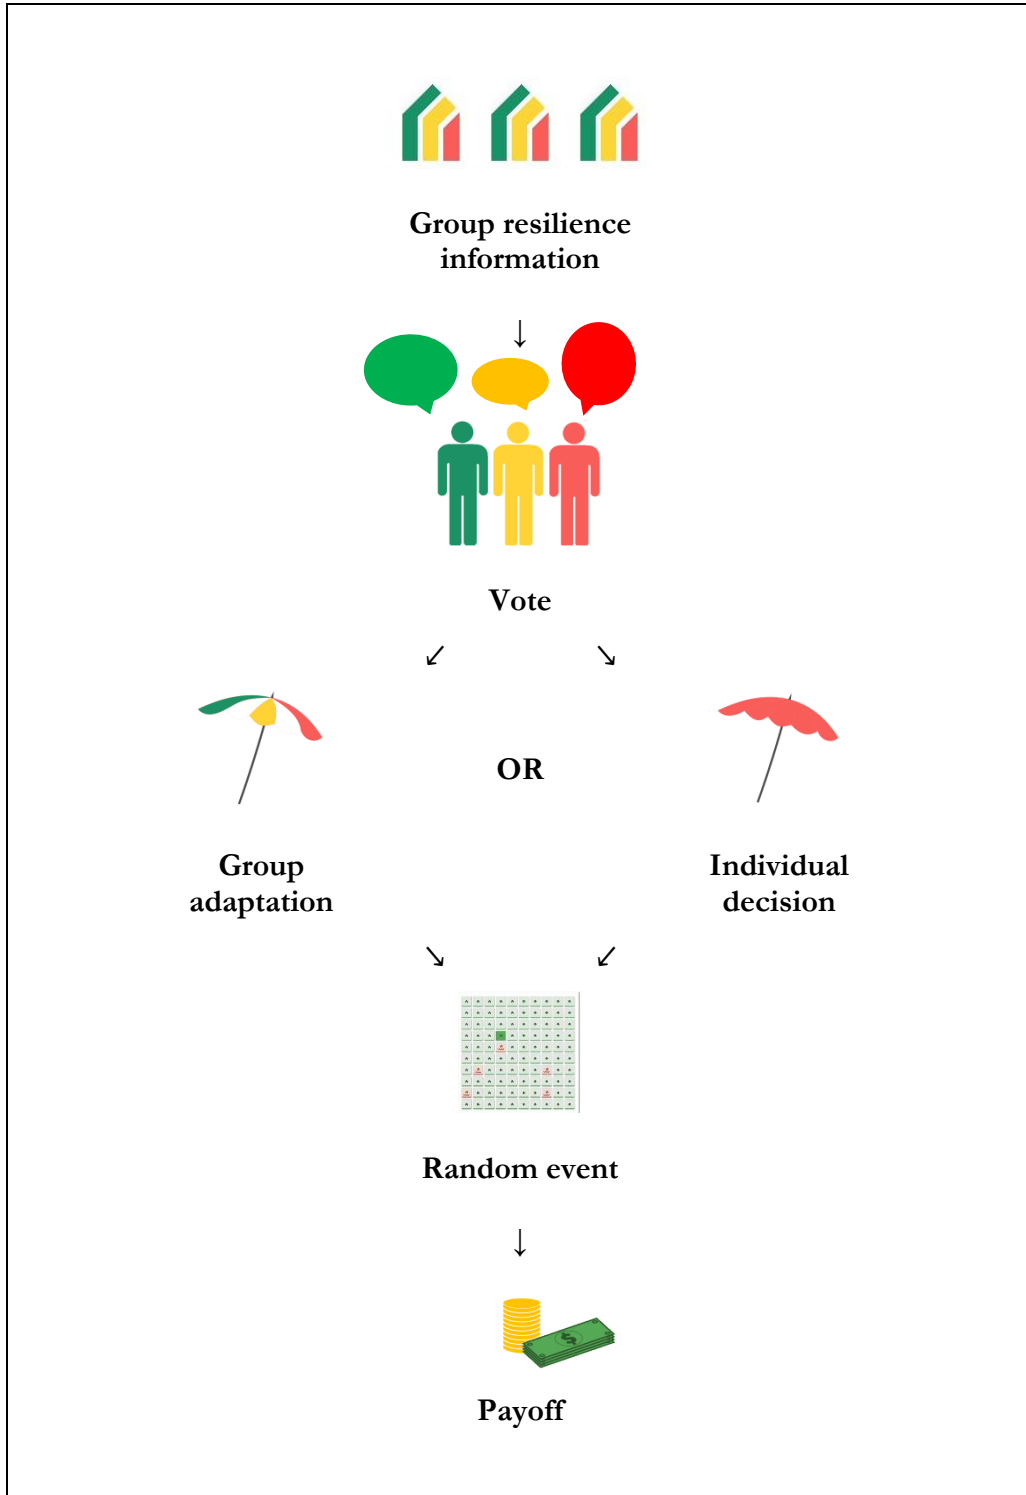 Group resilience
information
↓
Vote
↙ ↘
OR
Group
adaptation
Individual
decision
↘ ↙
Random event
↓
Payoff